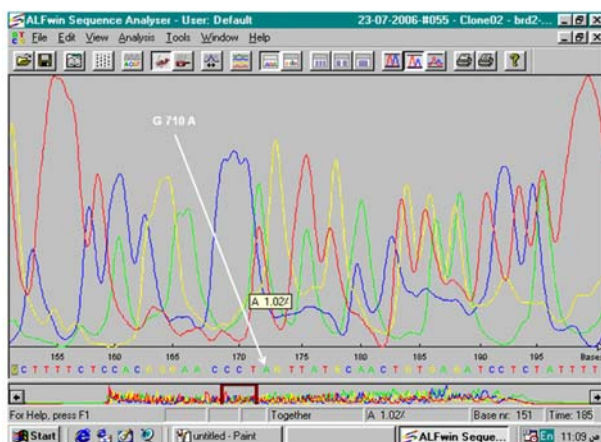 ALFwin Sequence Analyser - User: Default 23-07-2006-#055 - Clone02 - brd2-...
File Edit View Analysis Tools Window Help
G 710 A
A 1.02%
155 160 165 170 175 180 185 190 195 Base
For Help, press F1 Together A 1.02% Base nr: 151 Time: 185
Start untitled - Paint ALFwin Seque... En 11:09